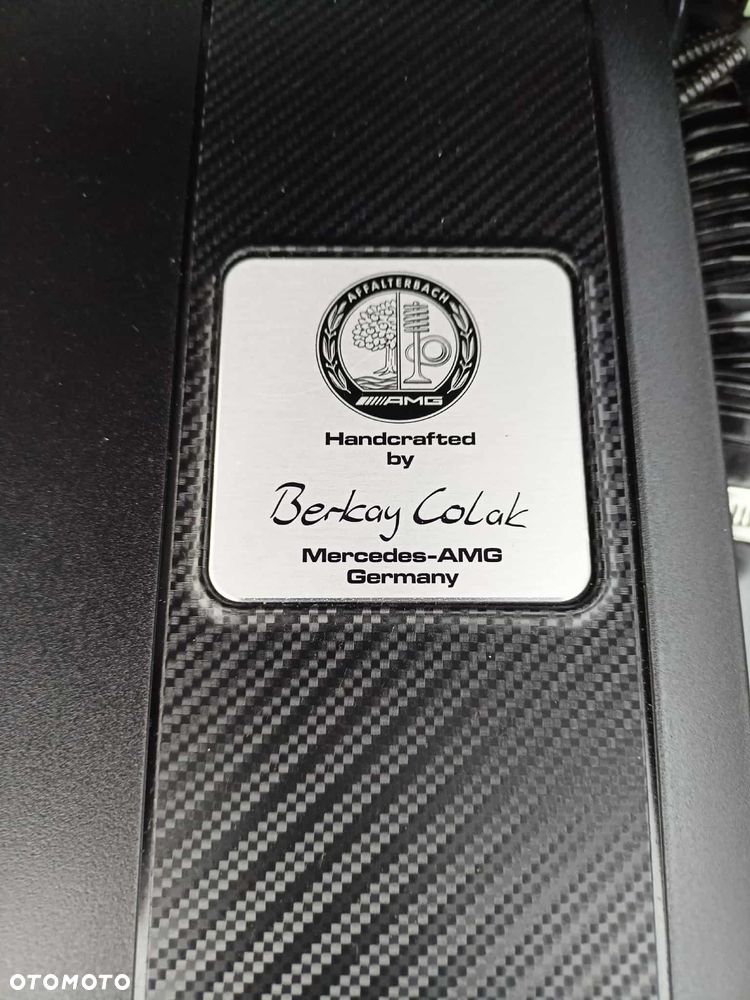 AFFALTERBACH
AMG
Handcrafted
by
Berkay Colak
Mercedes-AMG
Germany
OTOMOTO